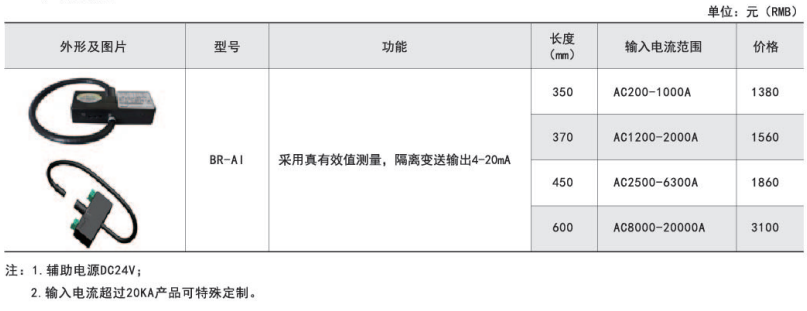 单位：元（RMB）
外形及图片 型号 功能 长度（mm） 输入电流范围 价格
BR-AI 采用真有效值测量，隔离变送输出4-20mA
350 AC200-1000A 1380
370 AC1200-2000A 1560
450 AC2500-6300A 1860
600 AC8000-20000A 3100
注：1.辅助电源DC24V；
2.输入电流超过20KA产品可特殊定制。